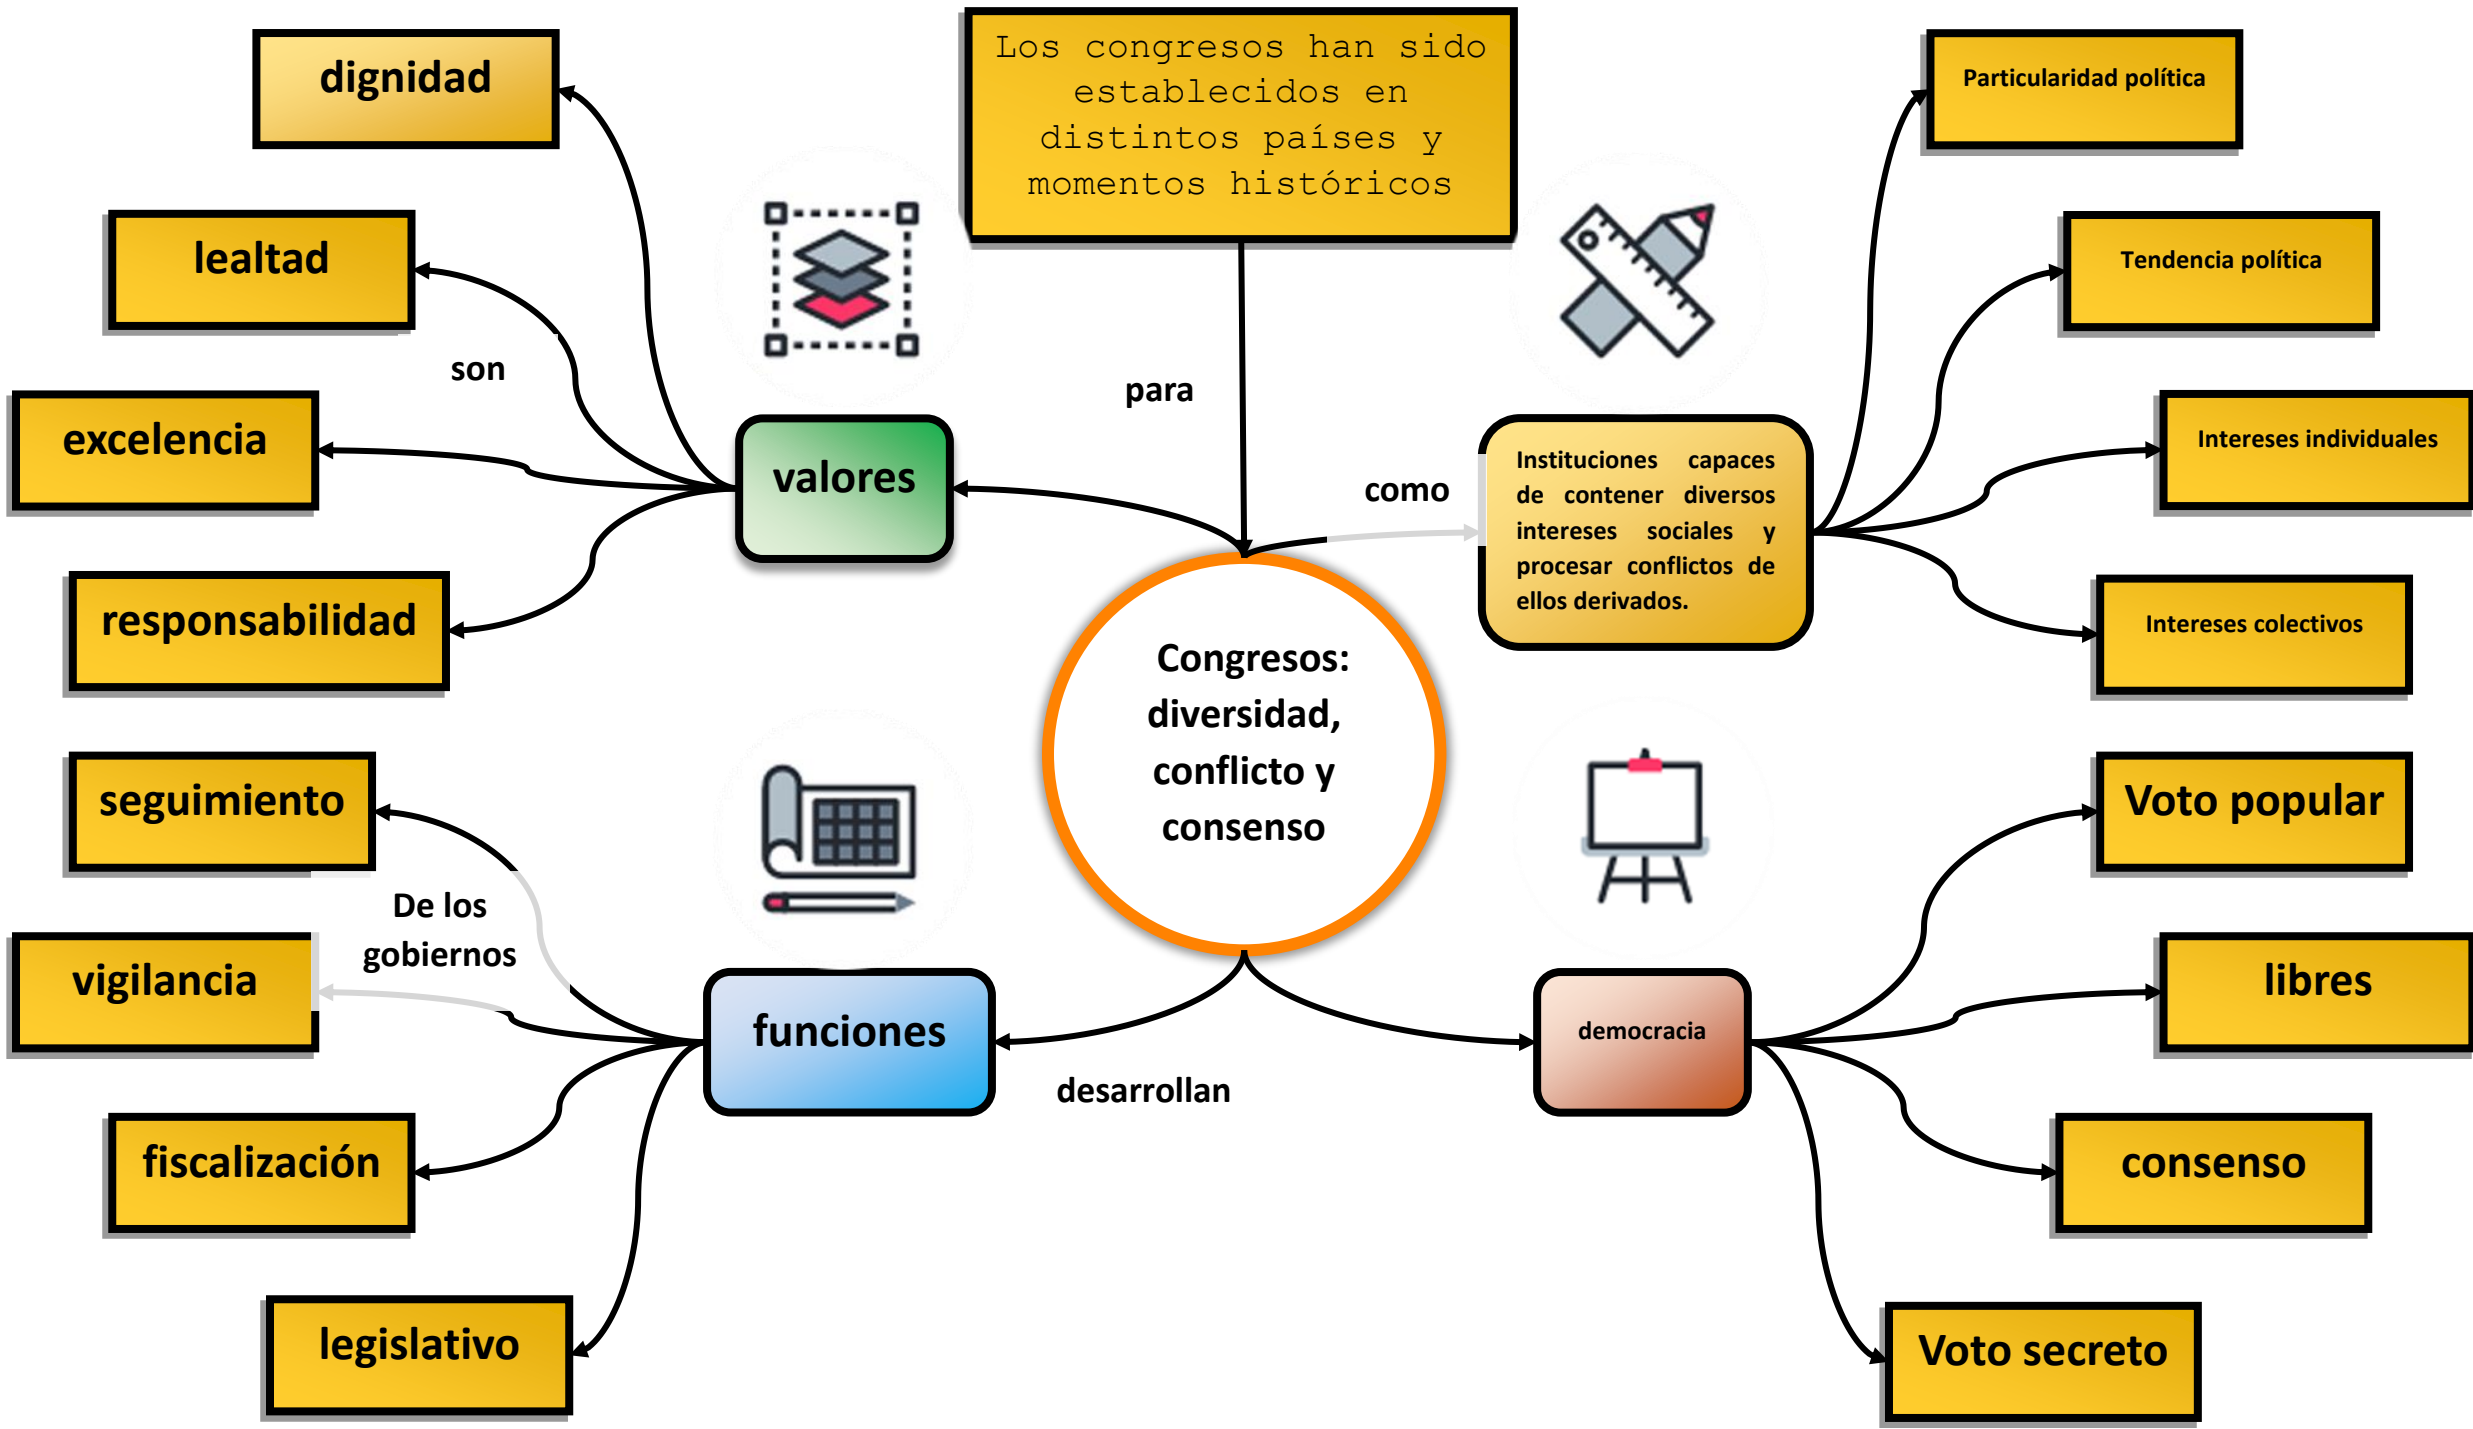 Los congresos han sido
establecidos en
distintos países y
momentos históricos
dignidad
lealtad
son
excelencia
responsabilidad
valores
para
como
Instituciones capaces
de contener diversos
intereses sociales y
procesar conflictos de
ellos derivados.
Particularidad política
Tendencia política
Intereses individuales
Intereses colectivos
Congresos:
diversidad,
conflicto y
consenso
seguimiento
De los
gobiernos
vigilancia
fiscalización
legislativo
funciones
desarrollan
democracia
Voto popular
libres
consenso
Voto secreto